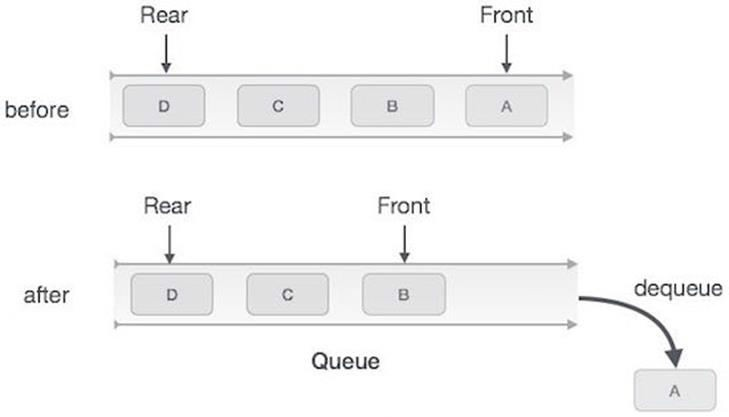 Rear Front
before D C B A
Rear Front
after D C B
dequeue
Queue
A